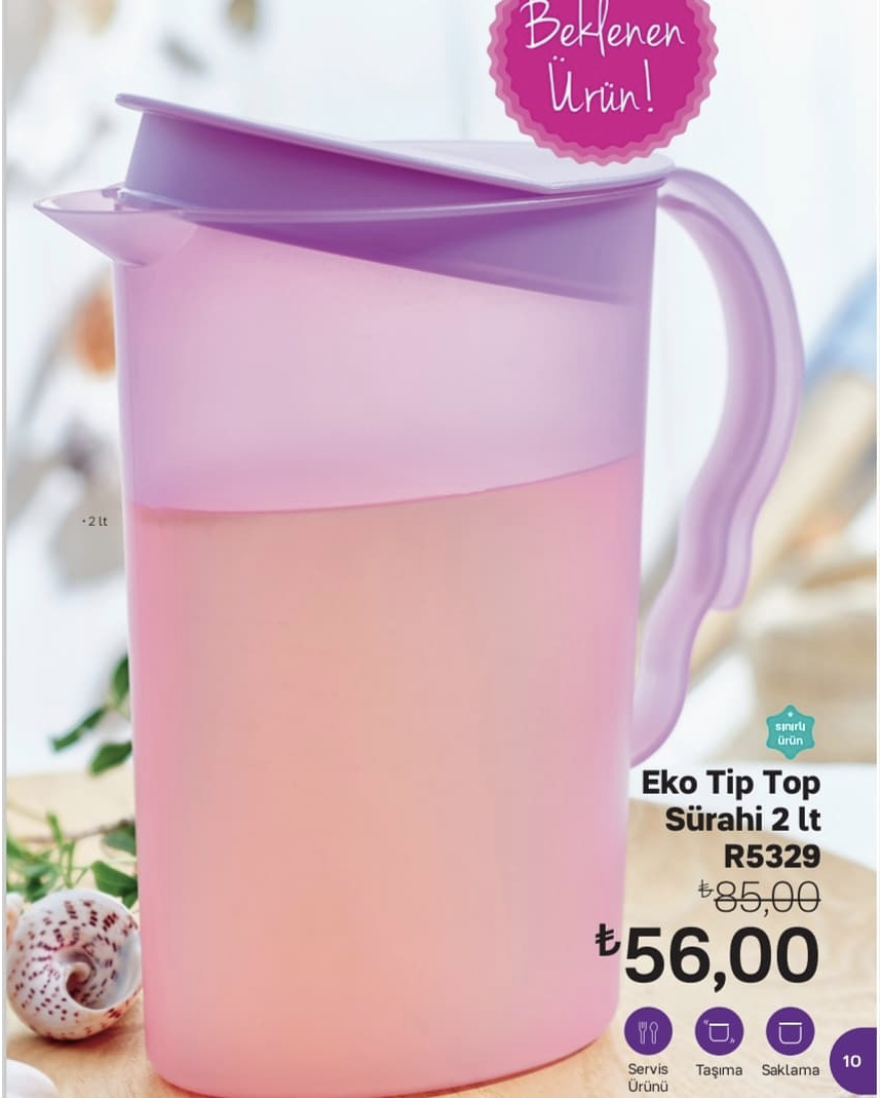 Beklenen
Ürün!
• 2 lt
sınırlı
ürün
Eko Tip Top
Sürahi 2 lt
R5329
₺85,00
₺56,00
Servis
Ürünü
Taşıma
Saklama
10